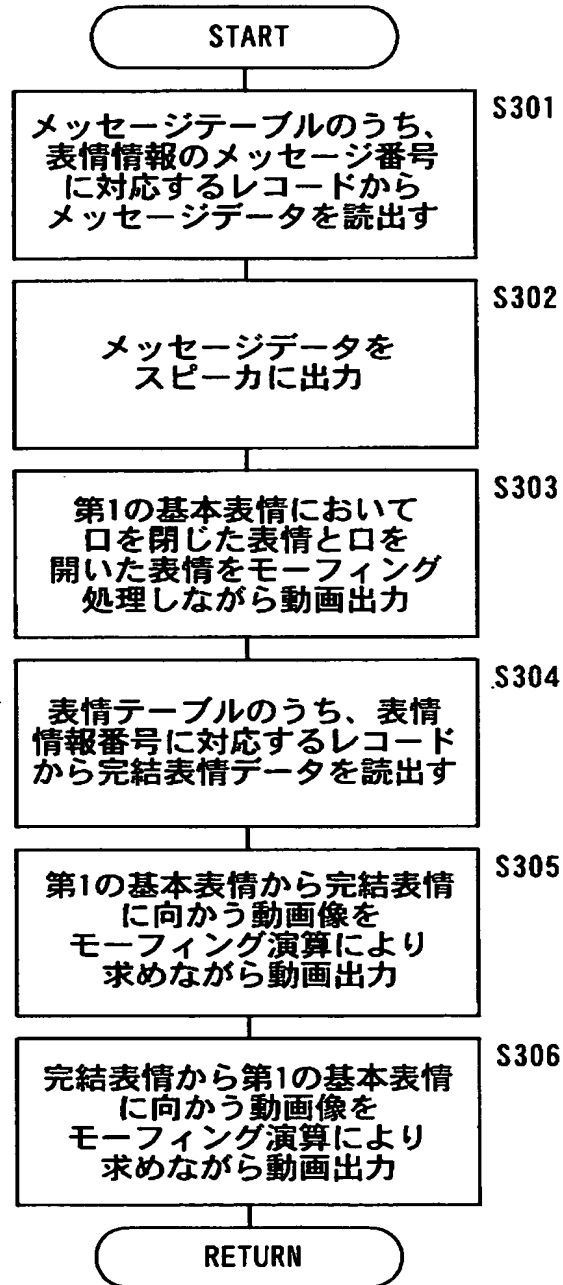 START
S301
メッセージテーブルのうち、
表情情報のメッセージ番号
に対応するレコードから
メッセージデータを読出す
S302
メッセージデータを
スピーカに出力
S303
第1の基本表情において
口を閉じた表情と口を
開いた表情をモーフィング
処理しながら動画出力
S304
表情テーブルのうち、表情
情報番号に対応するレコード
から完結表情データを読出す
S305
第1の基本表情から完結表情
に向かう動画像を
モーフィング演算により
求めながら動画出力
S306
完結表情から第1の基本表情
に向かう動画像を
モーフィング演算により
求めながら動画出力
RETURN